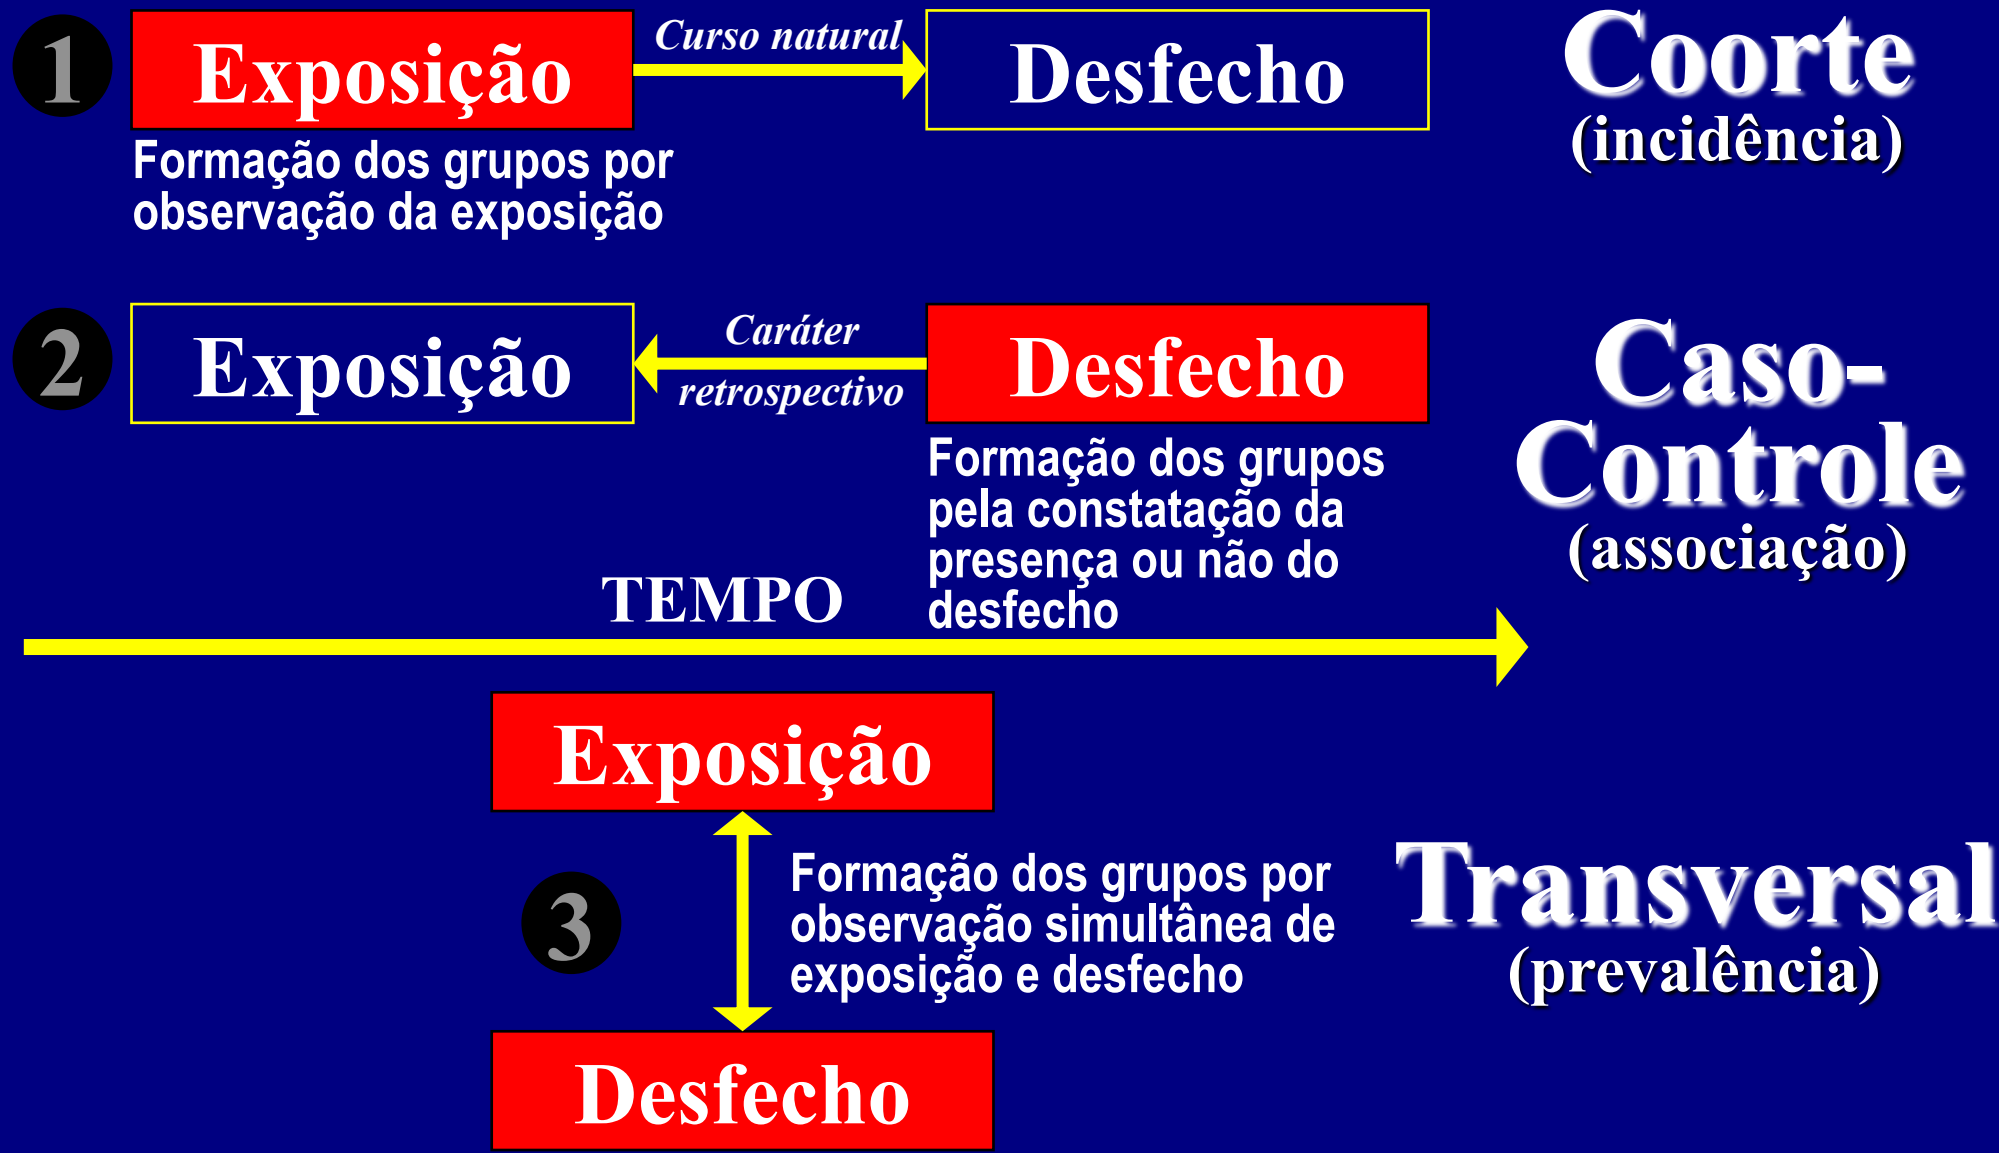 1
Exposição
Curso natural
Desfecho
Coorte
(incidência)
Formação dos grupos por
observação da exposição
2
Exposição
Caráter
retrospectivo
Desfecho
Caso-
Controle
(associação)
Formação dos grupos
pela constatação da
presença ou não do
desfecho
TEMPO
Exposição
3
Formação dos grupos por
observação simultânea de
exposição e desfecho
Transversal
(prevalência)
Desfecho